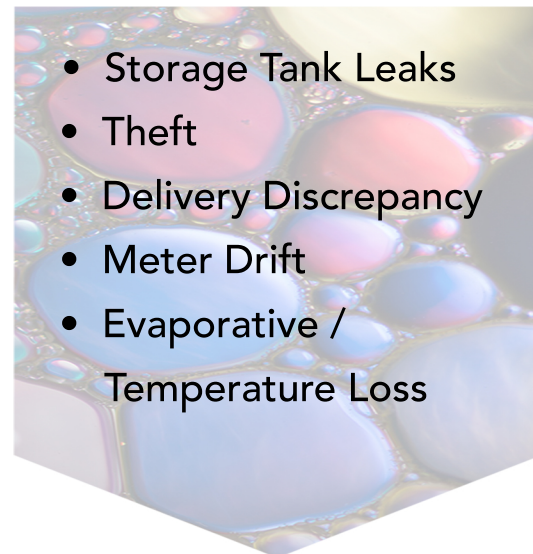 • Storage Tank Leaks
• Theft
• Delivery Discrepancy
• Meter Drift
• Evaporative /
Temperature Loss